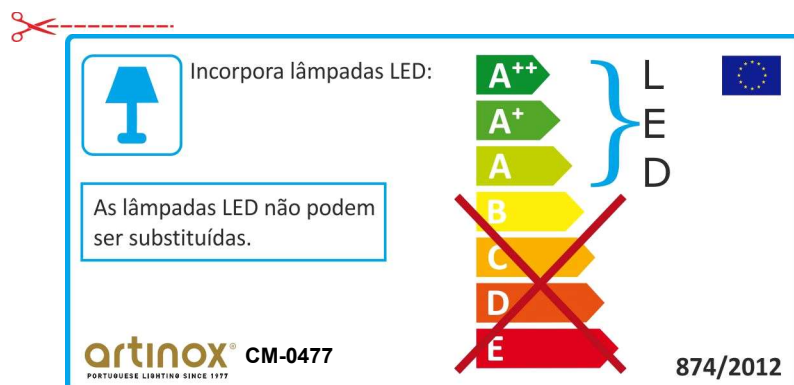 Incorpora lâmpadas LED:
As lâmpadas LED não podem
ser substituídas.
A++
A+
A
B
C
D
E
L
E
D
artinox® CM-0477
PORTUGUESE LIGHTING SINCE 1977
874/2012